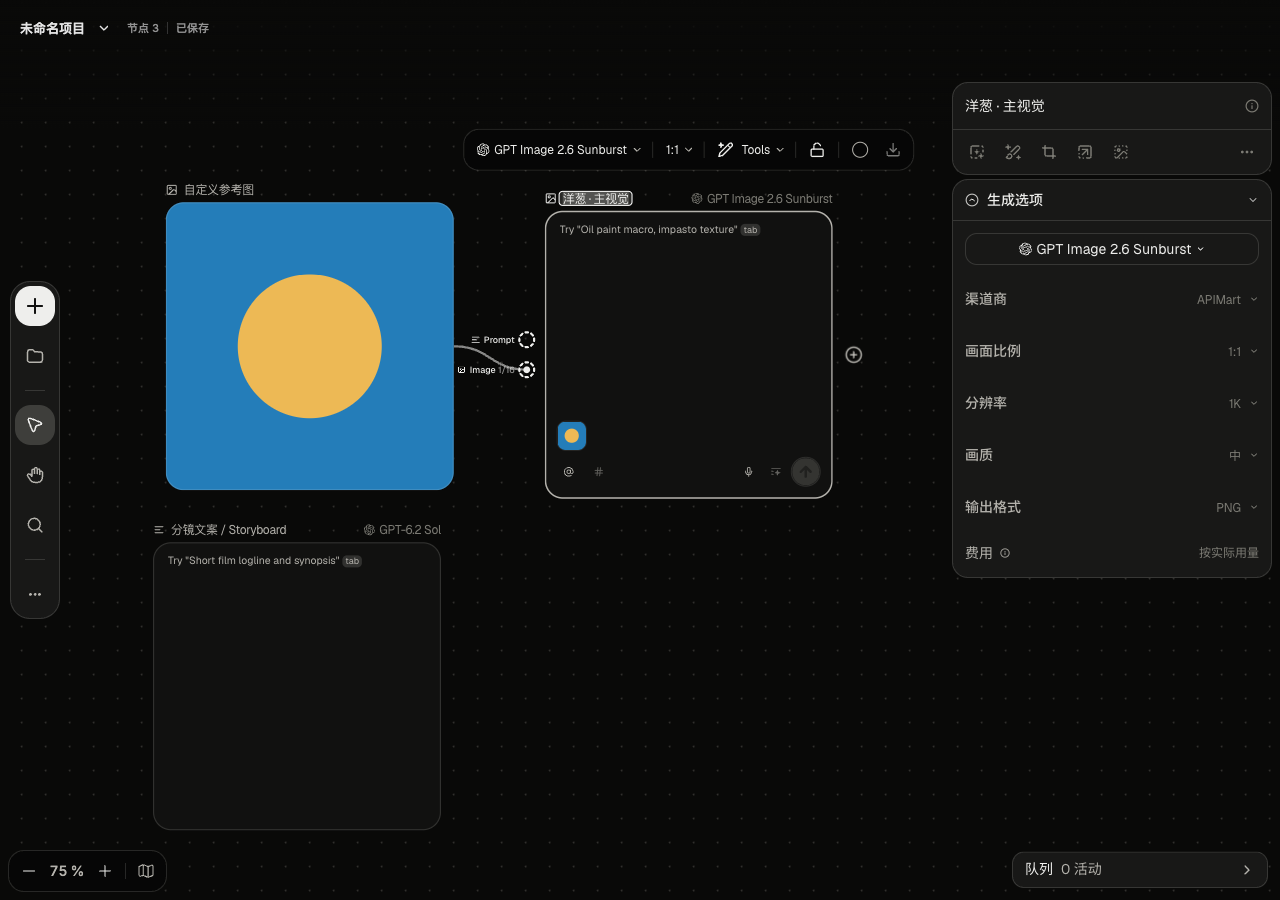 未命名项目 节点 3 已保存
洋葱 · 主视觉
GPT Image 2.6 Sunburst 1:1 Tools
自定义参考图
洋葱 · 主视觉 GPT Image 2.6 Sunburst
Try "Oil paint macro, impasto texture" tab
生成选项
GPT Image 2.6 Sunburst
渠道商 APIMart
Prompt
画面比例 1:1
Image 1/16
分辨率 1K
画质 中
@ #
输出格式 PNG
分镜文案 / Storyboard GPT-6.2 Sol
费用 按实际用量
Try "Short film logline and synopsis" tab
75 %
队列 0 活动